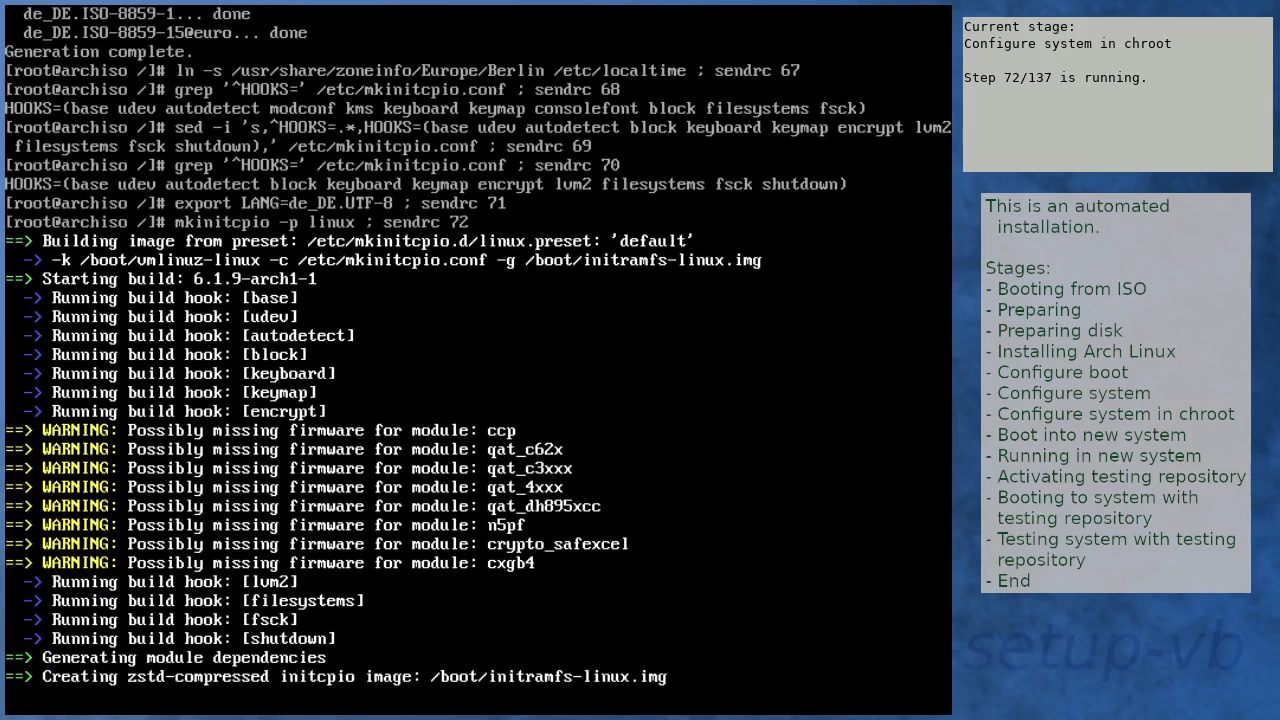 de_DE.ISO-8859-1... done
de_DE.ISO-8859-15@euro... done
Generation complete.
[root@archiso /]# ln -s /usr/share/zoneinfo/Europe/Berlin /etc/localtime ; sendrc 67
[root@archiso /]# grep '^HOOKS=' /etc/mkinitcpio.conf ; sendrc 68
HOOKS=(base udev autodetect modconf kms keyboard keymap consolefont block filesystems fsck)
[root@archiso /]# sed -i 's,^HOOKS=.*,HOOKS=(base udev autodetect block keyboard keymap encrypt lvm2
filesystems fsck shutdown),' /etc/mkinitcpio.conf ; sendrc 69
[root@archiso /]# grep '^HOOKS=' /etc/mkinitcpio.conf ; sendrc 70
HOOKS=(base udev autodetect block keyboard keymap encrypt lvm2 filesystems fsck shutdown)
[root@archiso /]# export LANG=de_DE.UTF-8 ; sendrc 71
[root@archiso /]# mkinitcpio -p linux ; sendrc 72
==> Building image from preset: /etc/mkinitcpio.d/linux.preset: 'default'
-> -k /boot/vmlinuz-linux -c /etc/mkinitcpio.conf -g /boot/initramfs-linux.img
==> Starting build: 6.1.9-arch1-1
-> Running build hook: [base]
-> Running build hook: [udev]
-> Running build hook: [autodetect]
-> Running build hook: [block]
-> Running build hook: [keyboard]
-> Running build hook: [keymap]
-> Running build hook: [encrypt]
==> WARNING: Possibly missing firmware for module: ccp
==> WARNING: Possibly missing firmware for module: qat_c62x
==> WARNING: Possibly missing firmware for module: qat_c3xxx
==> WARNING: Possibly missing firmware for module: qat_4xxx
==> WARNING: Possibly missing firmware for module: qat_dh895xcc
==> WARNING: Possibly missing firmware for module: n5pf
==> WARNING: Possibly missing firmware for module: crypto_safexcel
==> WARNING: Possibly missing firmware for module: cxgb4
-> Running build hook: [lvm2]
-> Running build hook: [filesystems]
-> Running build hook: [fsck]
-> Running build hook: [shutdown]
==> Generating module dependencies
==> Creating zstd-compressed initcpio image: /boot/initramfs-linux.img
Current stage:
Configure system in chroot
Step 72/137 is running.
This is an automated
installation.
Stages:
- Booting from ISO
- Preparing
- Preparing disk
- Installing Arch Linux
- Configure boot
- Configure system
- Configure system in chroot
- Boot into new system
- Running in new system
- Activating testing repository
- Booting to system with
testing repository
- Testing system with testing
repository
- End
-setup-vb